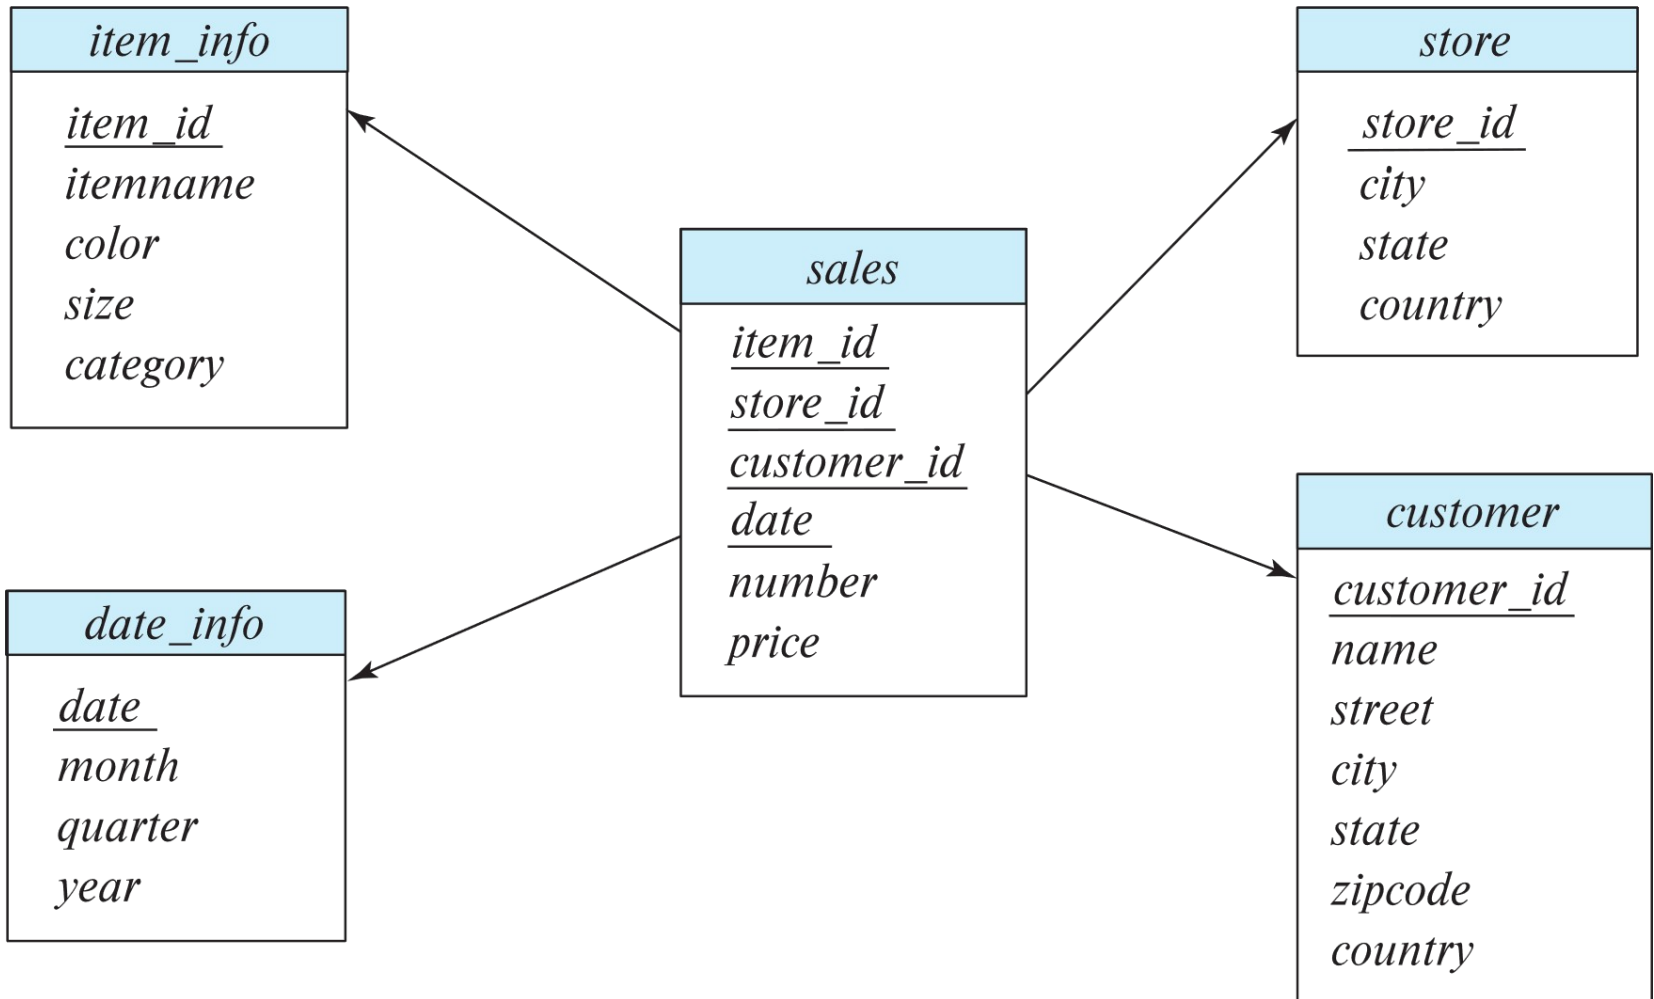 item_info
item_id
itemname
color
size
category
store
store_id
city
state
country
sales
item_id
store_id
customer_id
date
number
price
date_info
date
month
quarter
year
customer
customer_id
name
street
city
state
zipcode
country